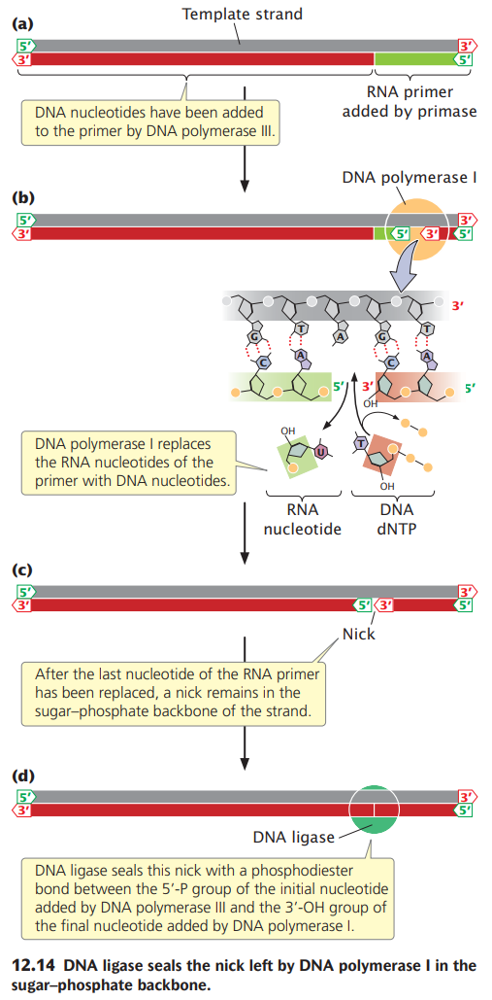 (a)
Template strand
5′
3′
3′
5′
DNA nucleotides have been added
to the primer by DNA polymerase III.
RNA primer
added by primase
DNA polymerase I
(b)
5′
3′
5′
3′
3′
5′
3′
G
T
A
G
T
C
A
C
A
5′
3′
5′
OH
DNA polymerase I replaces
the RNA nucleotides of the
primer with DNA nucleotides.
OH
U
T
OH
RNA
nucleotide
DNA
dNTP
(c)
5′
3′
5′
3′
3′
5′
Nick
After the last nucleotide of the RNA primer
has been replaced, a nick remains in the
sugar–phosphate backbone of the strand.
(d)
5′
3′
3′
5′
DNA ligase
DNA ligase seals this nick with a phosphodiester
bond between the 5′-P group of the initial nucleotide
added by DNA polymerase III and the 3′-OH group of
the final nucleotide added by DNA polymerase I.
12.14 DNA ligase seals the nick left by DNA polymerase I in the
sugar–phosphate backbone.